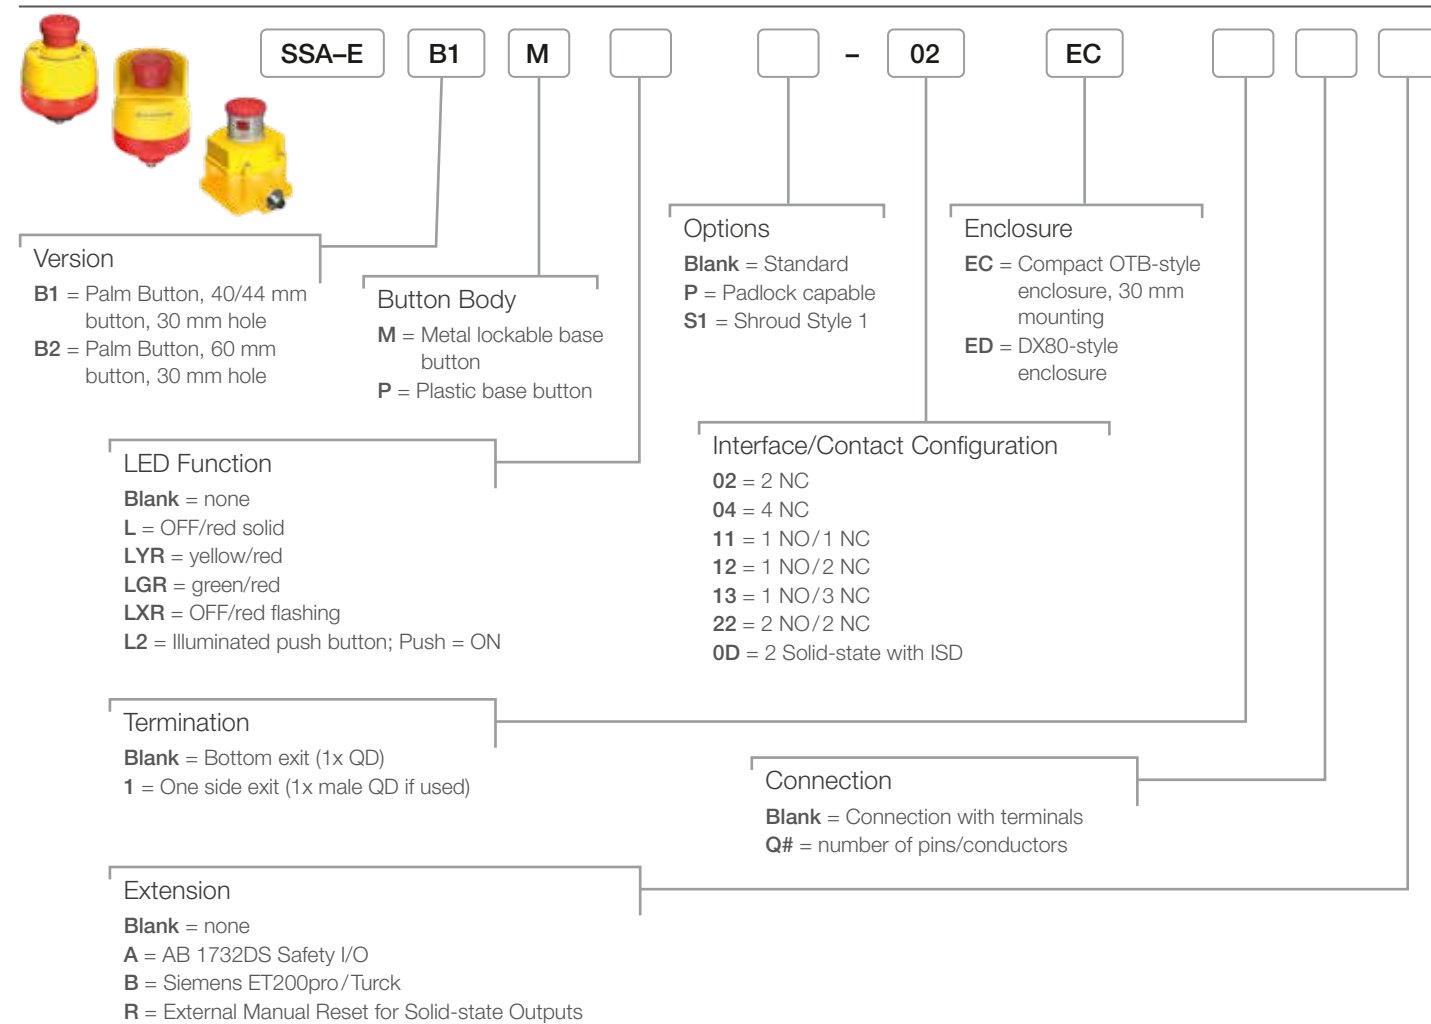 SSA–E B1 M – 02 EC
Version
B1 = Palm Button, 40/44 mm
button, 30 mm hole
B2 = Palm Button, 60 mm
button, 30 mm hole
Button Body
M = Metal lockable base
button
P = Plastic base button
Options
Blank = Standard
P = Padlock capable
S1 = Shroud Style 1
Enclosure
EC = Compact OTB-style
enclosure, 30 mm
mounting
ED = DX80-style
enclosure
LED Function
Blank = none
L = OFF/red solid
LYR = yellow/red
LGR = green/red
LXR = OFF/red flashing
L2 = Illuminated push button; Push = ON
Interface/Contact Configuration
02 = 2 NC
04 = 4 NC
11 = 1 NO/1 NC
12 = 1 NO/2 NC
13 = 1 NO/3 NC
22 = 2 NO/2 NC
0D = 2 Solid-state with ISD
Termination
Blank = Bottom exit (1x QD)
1 = One side exit (1x male QD if used)
Connection
Blank = Connection with terminals
Q# = number of pins/conductors
Extension
Blank = none
A = AB 1732DS Safety I/O
B = Siemens ET200pro/Turck
R = External Manual Reset for Solid-state Outputs